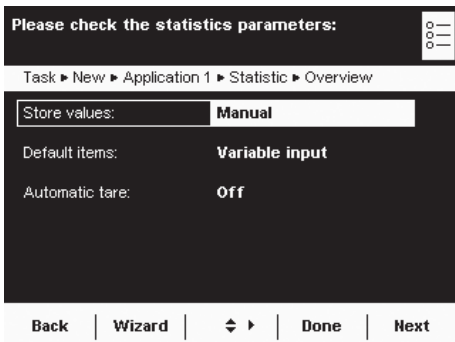 Please check the statistics parameters:
Task ▸ New ▸ Application 1 ▸ Statistic ▸ Overview
Store values: Manual
Default items: Variable input
Automatic tare: Off
Back | Wizard | ♦ ▸ | Done | Next